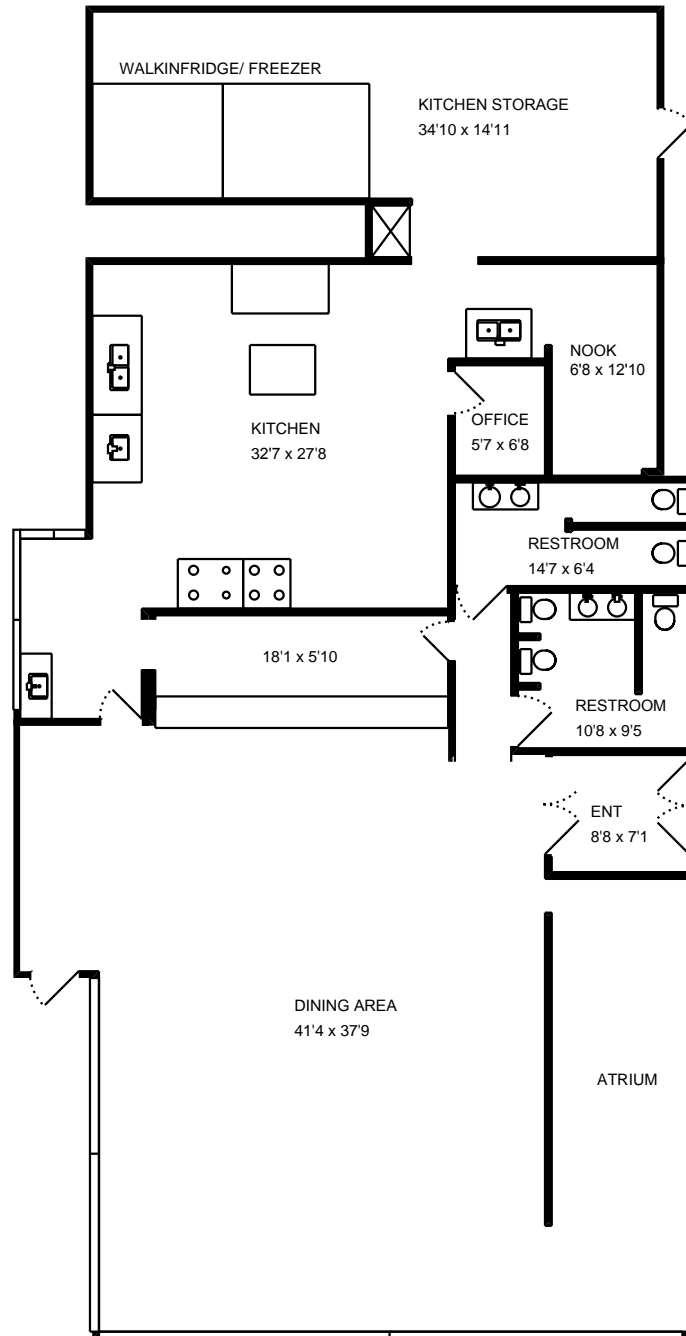 WALKINFRIDGE/ FREEZER
KITCHEN STORAGE
34'10 x 14'11
NOOK
6'8 x 12'10
OFFICE
5'7 x 6'8
KITCHEN
32'7 x 27'8
RESTROOM
14'7 x 6'4
18'1 x 5'10
RESTROOM
10'8 x 9'5
ENT
8'8 x 7'1
DINING AREA
41'4 x 37'9
ATRIUM